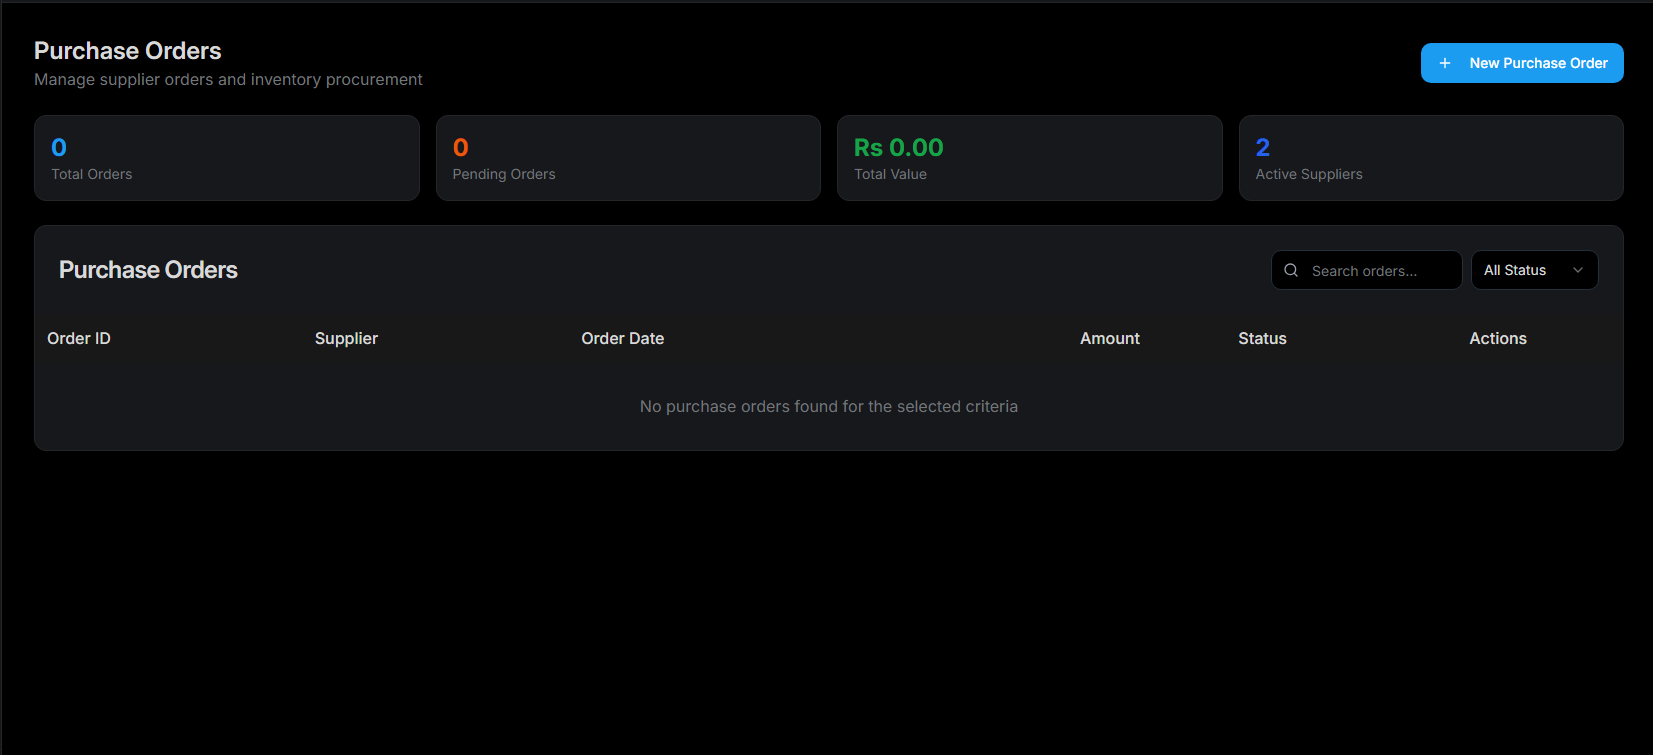 Purchase Orders
Manage supplier orders and inventory procurement
+ New Purchase Order
0
Total Orders
0
Pending Orders
Rs 0.00
Total Value
2
Active Suppliers
Purchase Orders
Search orders...
All Status
Order ID Supplier Order Date Amount Status Actions
No purchase orders found for the selected criteria